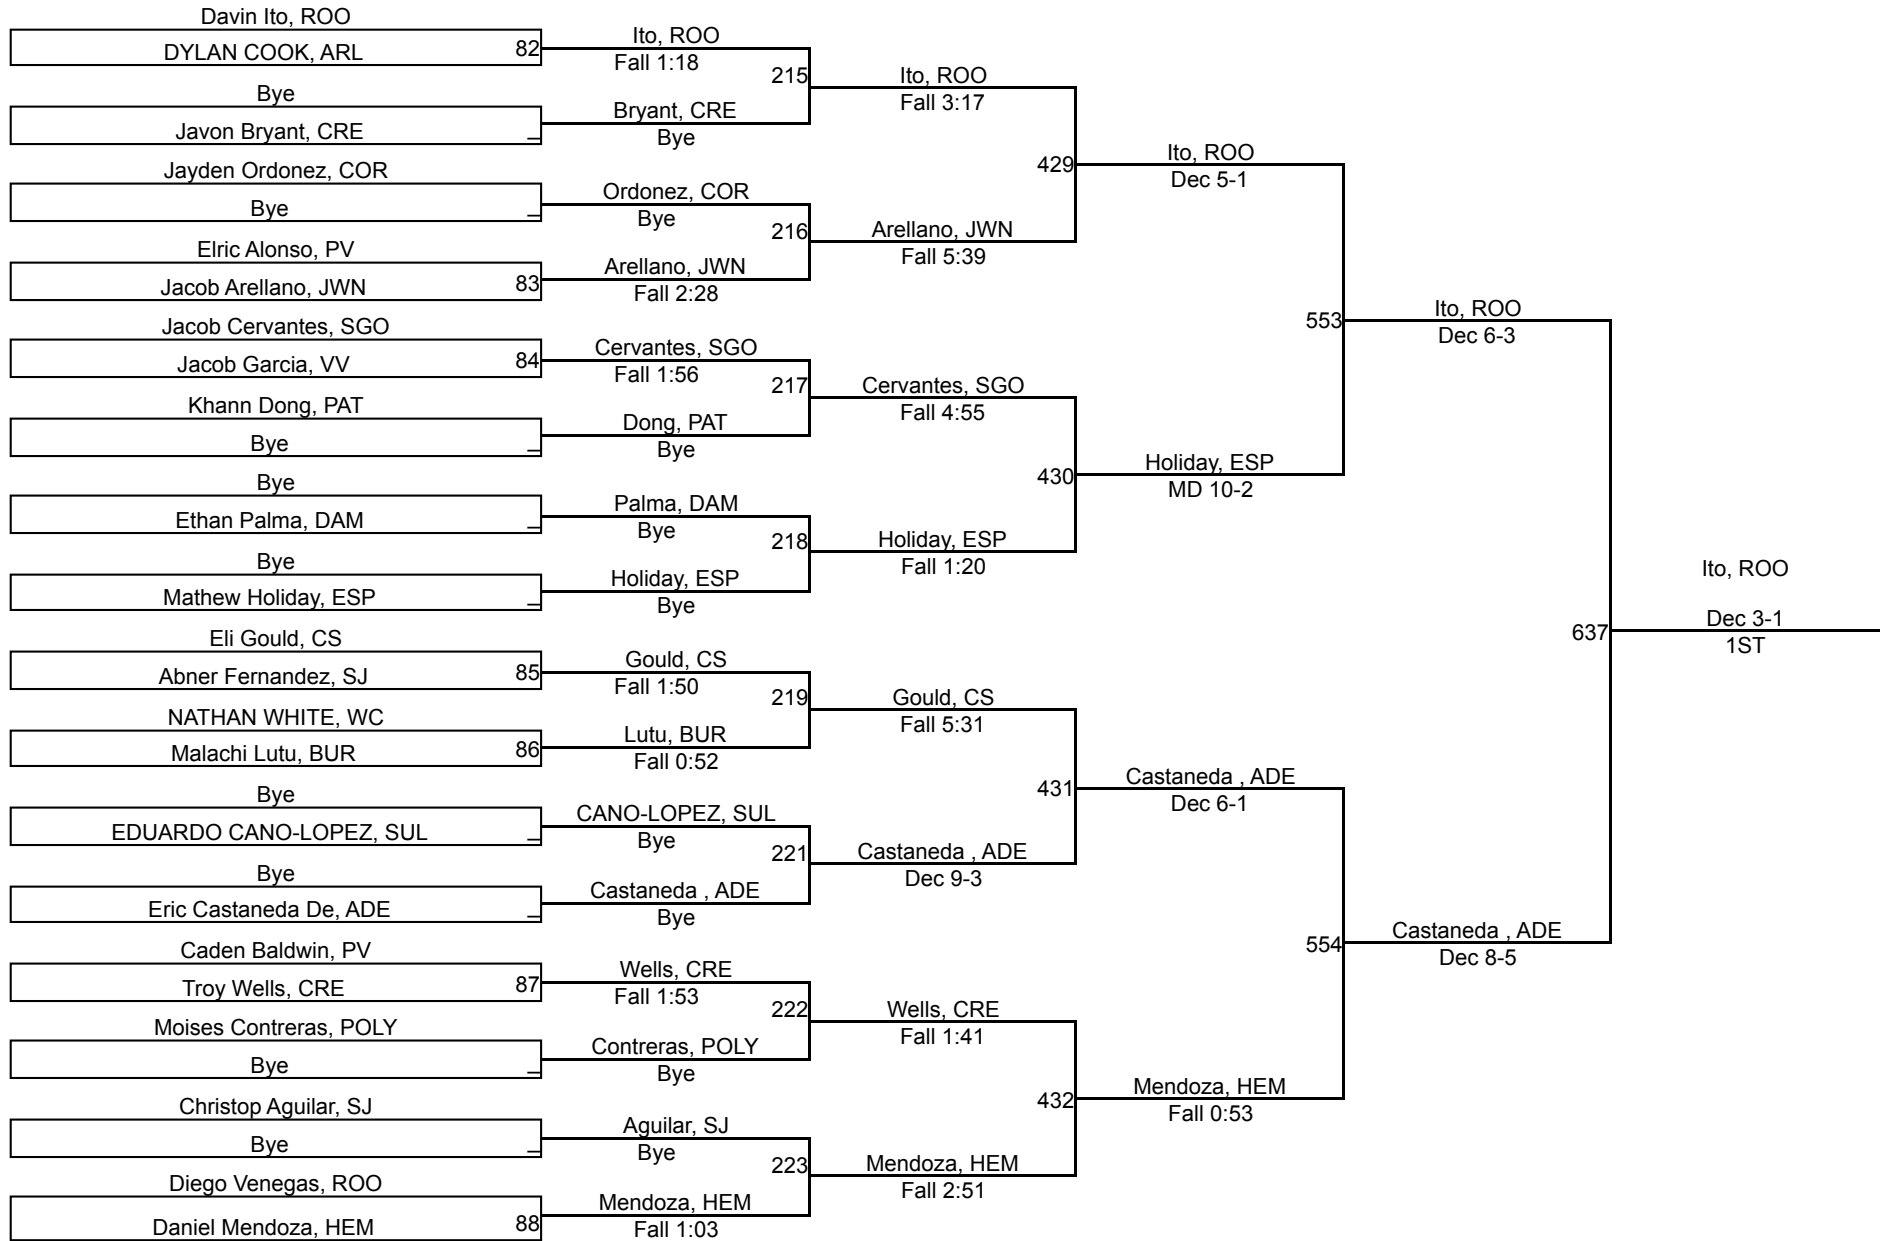 Davin Ito, ROO
DYLAN COOK, ARL
82
Bye
Javon Bryant, CRE
_
Jayden Ordonez, COR
Bye
_
Elric Alonso, PV
Jacob Arellano, JWN
83
Jacob Cervantes, SGO
Jacob Garcia, VV
84
Khann Dong, PAT
Bye
_
Bye
Ethan Palma, DAM
_
Bye
Mathew Holiday, ESP
_
Eli Gould, CS
Abner Fernandez, SJ
85
NATHAN WHITE, WC
Malachi Lutu, BUR
86
Bye
EDUARDO CANO-LOPEZ, SUL
_
Bye
Eric Castaneda De, ADE
_
Caden Baldwin, PV
Troy Wells, CRE
87
Moises Contreras, POLY
Bye
_
Christop Aguilar, SJ
Bye
_
Diego Venegas, ROO
Daniel Mendoza, HEM
88
Ito, ROO
Fall 1:18
215
Bryant, CRE
Bye
Ordonez, COR
Bye
216
Arellano, JWN
Fall 2:28
Cervantes, SGO
Fall 1:56
217
Dong, PAT
Bye
Palma, DAM
Bye
218
Holiday, ESP
Bye
Gould, CS
Fall 1:50
219
Lutu, BUR
Fall 0:52
CANO-LOPEZ, SUL
Bye
221
Castaneda , ADE
Bye
Wells, CRE
Fall 1:53
222
Contreras, POLY
Bye
Aguilar, SJ
Bye
223
Mendoza, HEM
Fall 1:03
Ito, ROO
Fall 3:17
429
Arellano, JWN
Fall 5:39
Cervantes, SGO
Fall 4:55
430
Holiday, ESP
Fall 1:20
Gould, CS
Fall 5:31
431
Castaneda , ADE
Dec 9-3
Wells, CRE
Fall 1:41
432
Mendoza, HEM
Fall 2:51
Ito, ROO
Dec 5-1
553
Holiday, ESP
MD 10-2
Castaneda , ADE
Dec 6-1
554
Mendoza, HEM
Fall 0:53
Ito, ROO
Dec 6-3
637
Castaneda , ADE
Dec 8-5
Ito, ROO
Dec 3-1
1ST